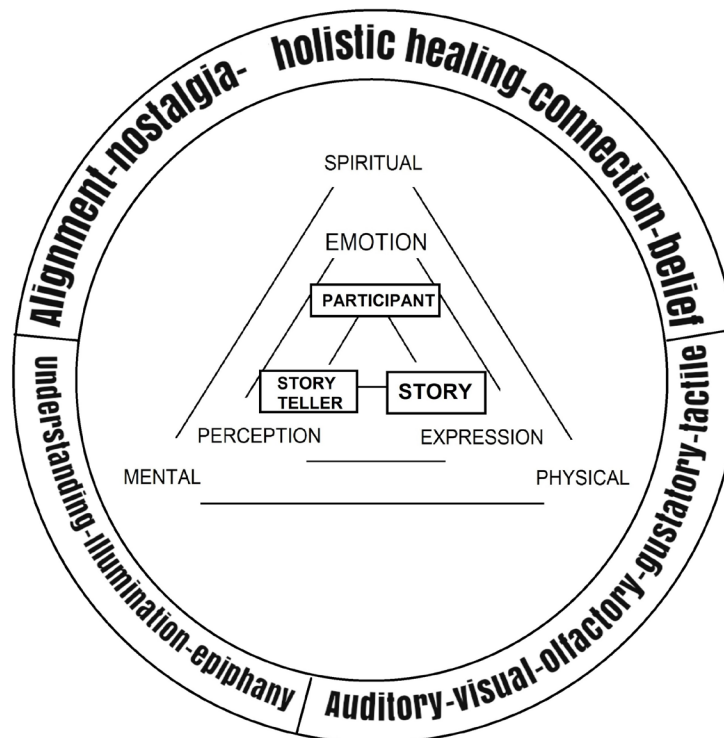 Alignment-nostalgia- holistic healing-connection-belief
SPIRITUAL
EMOTION
PARTICIPANT
STORY
TELLER
STORY
PERCEPTION
EXPRESSION
MENTAL
PHYSICAL
understanding-illumination-epiphany
Auditory-visual-olfactory-gustatory-tactile